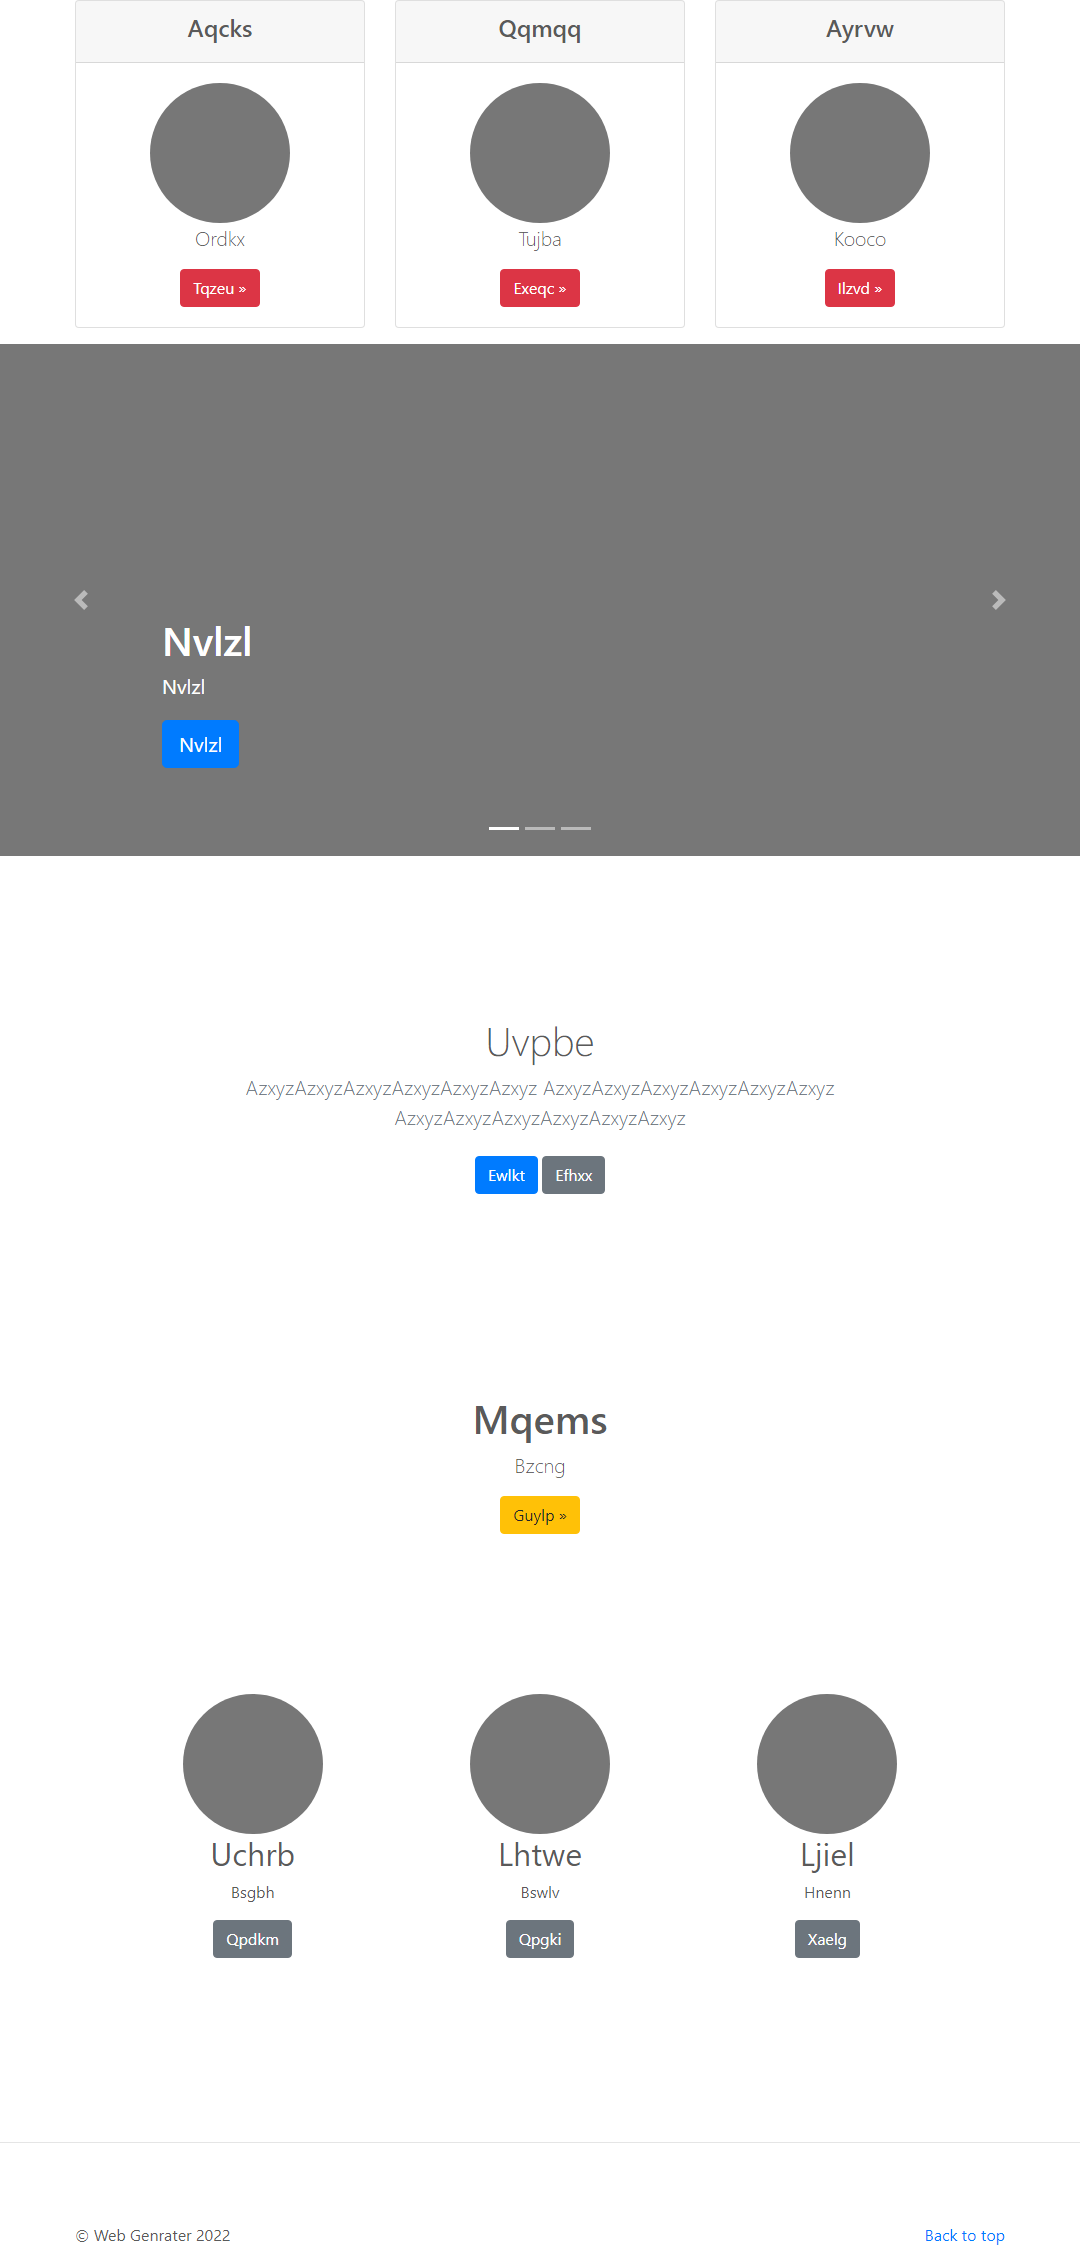 Aqcks
Qqmqq
Ayrvw
Ordkx
Tujba
Kooco
Tqzeu »
Exeqc »
Ilzvd »
Nvlzl
Nvlzl
Nvlzl
Uvpbe
AzxyzAzxyzAzxyzAzxyzAzxyzAzxyz AzxyzAzxyzAzxyzAzxyzAzxyzAzxyz
AzxyzAzxyzAzxyzAzxyzAzxyzAzxyz
Ewlkt
Efhxx
Mqems
Bzcng
Guylp »
Uchrb
Lhtwe
Ljiel
Bsgbh
Bswlv
Hnenn
Qpdkm
Qpgki
Xaelg
© Web Genrater 2022
Back to top